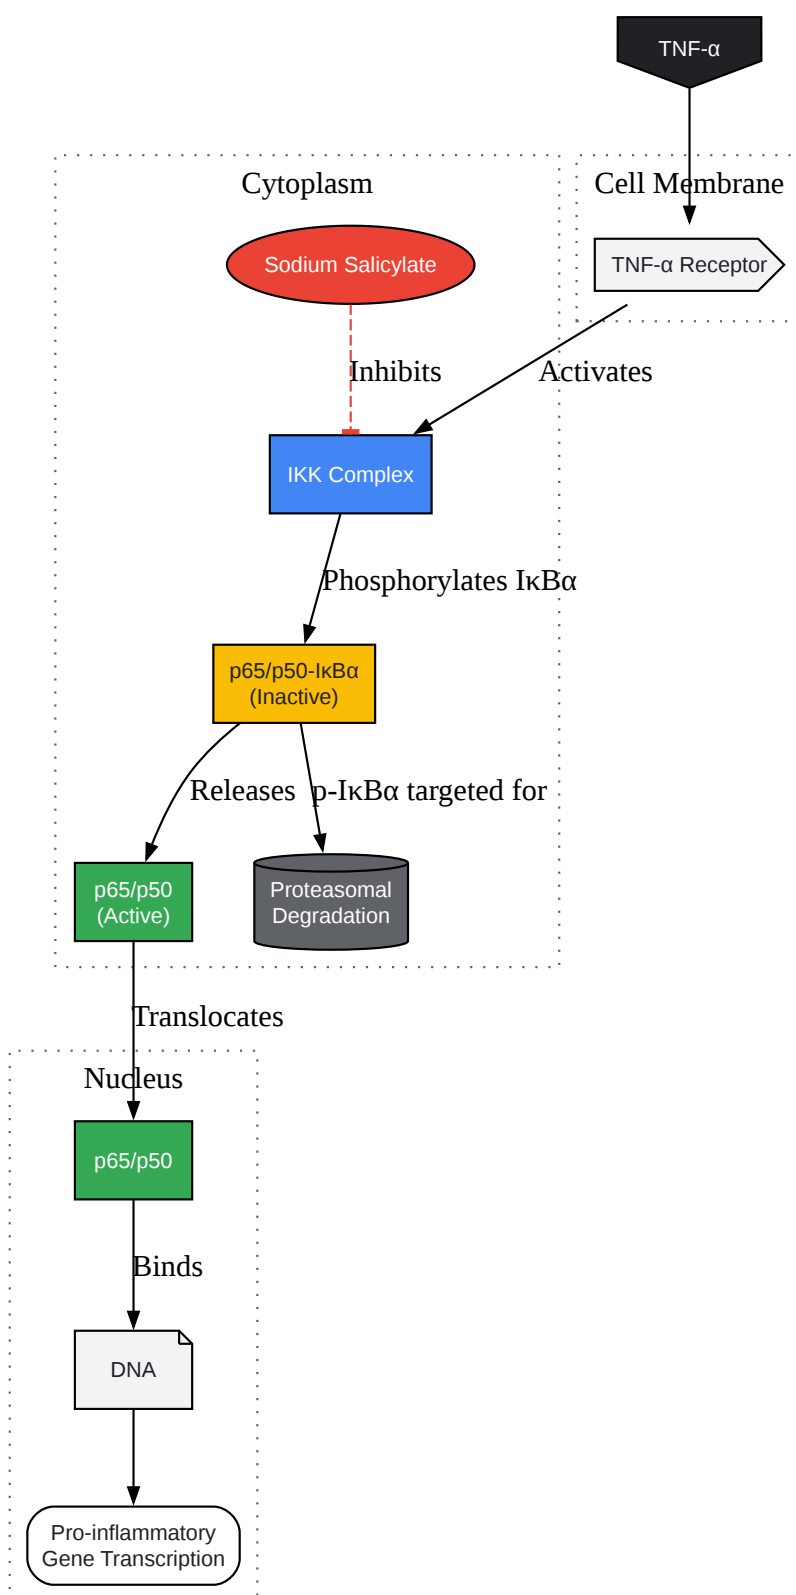 TNF-α
Cytoplasm
Cell Membrane
Sodium Salicylate
TNF-α Receptor
Inhibits
Activates
IKK Complex
Phosphorylates IκBα
p65/p50-IκBα
(Inactive)
Releases
p-IκBα targeted for
p65/p50
(Active)
Proteasomal
Degradation
Translocates
Nucleus
p65/p50
Binds
DNA
Pro-inflammatory
Gene Transcription